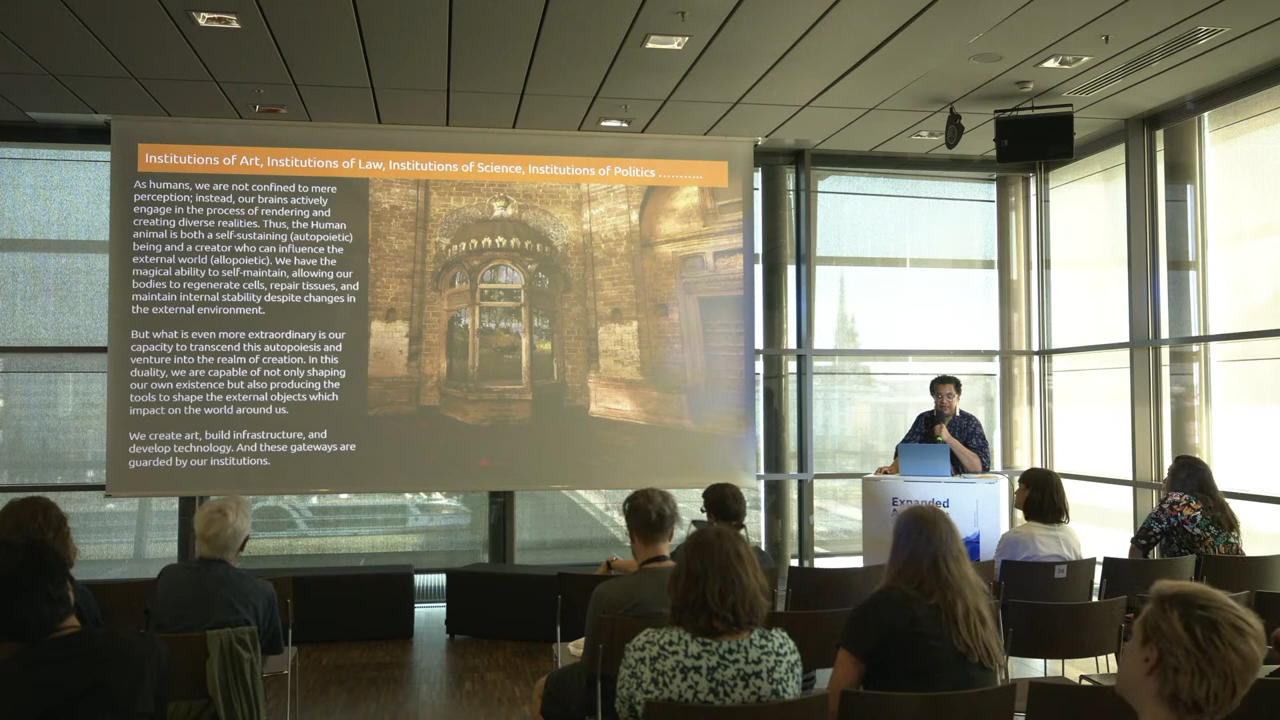 Institutions of Art, Institutions of Law, Institutions of Science, Institutions of Politics ...........
As humans, we are not confined to mere
perception; instead, our brains actively
engage in the process of rendering and
creating diverse realities. Thus, the Human
animal is both a self-sustaining (autopoietic)
being and a creator who can influence the
external world (allopoietic). We have the
magical ability to self-maintain, allowing our
bodies to regenerate cells, repair tissues, and
maintain internal stability despite changes in
the external environment.
But what is even more extraordinary is our
capacity to transcend this autopoiesis and
venture into the realm of creation. In this
duality, we are capable of not only shaping
our own existence but also producing the
tools to shape the external objects which
impact on the world around us.
We create art, build infrastructure, and
develop technology. And these gateways are
guarded by our institutions.
Expanded